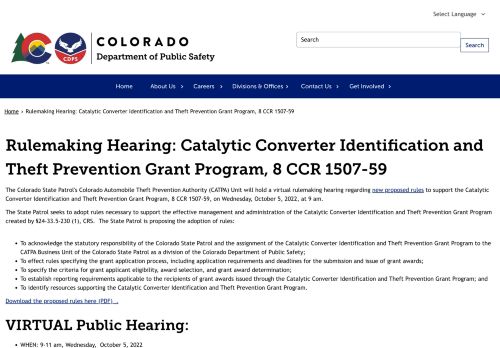 Select Language
COLORADO
Department of Public Safety
CDPS
Search
Search
Home
About Us
Careers
Divisions & Offices
Contact Us
Get Involved
Home › Rulemaking Hearing: Catalytic Converter Identification and Theft Prevention Grant Program, 8 CCR 1507-59
Rulemaking Hearing: Catalytic Converter Identification and
Theft Prevention Grant Program, 8 CCR 1507-59
The Colorado State Patrol's Colorado Automobile Theft Prevention Authority (CATPA) Unit will hold a virtual rulemaking hearing regarding new proposed rules to support the Catalytic
Converter Identification and Theft Prevention Grant Program, 8 CCR 1507-59, on Wednesday, October 5, 2022, at 9 am.
The State Patrol seeks to adopt rules necessary to support the effective management and administration of the Catalytic Converter Identification and Theft Prevention Grant Program
created by §24-33.5-230 (1), CRS. The State Patrol is proposing the adoption of rules:
• To acknowledge the statutory responsibility of the Colorado State Patrol and the assignment of the Catalytic Converter Identification and Theft Prevention Grant Program to the
CATPA Business Unit of the Colorado State Patrol as a division of the Colorado Department of Public Safety;
• To effect rules specifying the grant application process, including application requirements and deadlines for the submission and issue of grant awards;
• To specify the criteria for grant applicant eligibility, award selection, and grant award determination;
• To establish reporting requirements applicable to the recipients of grant awards issued through the Catalytic Converter Identification and Theft Prevention Grant Program; and
• To identify resources supporting the Catalytic Converter Identification and Theft Prevention Grant Program.
Download the proposed rules here (PDF)
VIRTUAL Public Hearing:
• WHEN: 9-11 am, Wednesday, October 5, 2022